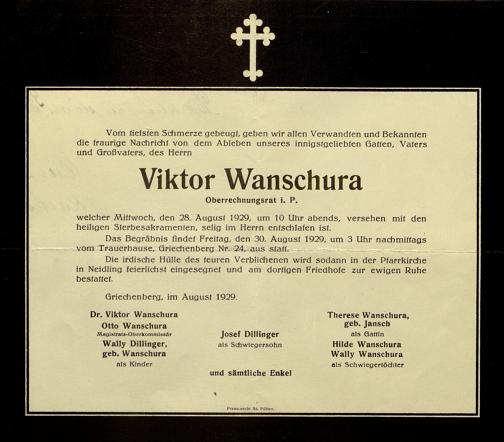 Vom tiefsten Schmerze gebeugt, geben wir allen Verwandten und Bekannten
die traurige Nachricht von dem Ableben unseres innigstgeliebten Gatten, Vaters
und Großvaters, des Herrn
Viktor Wanschura
Oberrechnungsrat i. P.
welcher Mittwoch, den 28. August 1929, um 10 Uhr abends, versehen mit den
heiligen Sterbesakramenten, selig im Herrn entschlafen ist.
Das Begräbnis findet Freitag, den 30. August 1929, um 3 Uhr nachmittags
vom Trauerhause, Griechenberg Nr. 24, aus statt.
Die irdische Hülle des teuren Verblichenen wird sodann in der Pfarrkirche
in Neidling feierlichst eingesegnet und am dortigen Friedhofe zur ewigen Ruhe
bestattet.
Griechenberg, im August 1929.
Dr. Viktor Wanschura
Otto Wanschura
Magistrats-Oberkommissär
Wally Dillinger,
geb. Wanschura
als Kinder
Josef Dillinger
als Schwiegersohn
Therese Wanschura,
geb. Jansch
als Gattin
Hilde Wanschura
Wally Wanschura
als Schwiegertöchter
und sämtliche Enkel
Pressverein St. Pölten.